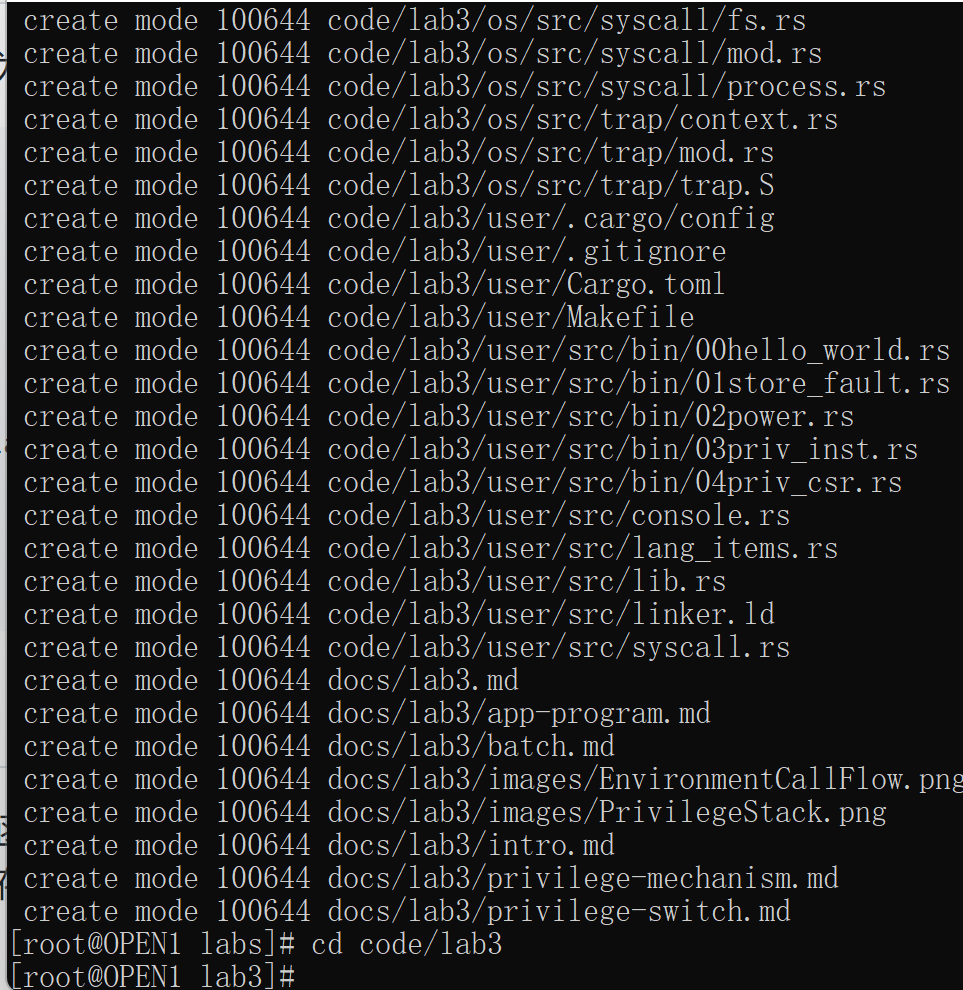 create mode 100644 code/lab3/os/src/syscall/fs.rs
create mode 100644 code/lab3/os/src/syscall/mod.rs
create mode 100644 code/lab3/os/src/syscall/process.rs
create mode 100644 code/lab3/os/src/trap/context.rs
create mode 100644 code/lab3/os/src/trap/mod.rs
create mode 100644 code/lab3/os/src/trap/trap.S
create mode 100644 code/lab3/user/.cargo/config
create mode 100644 code/lab3/user/.gitignore
create mode 100644 code/lab3/user/Cargo.toml
create mode 100644 code/lab3/user/Makefile
create mode 100644 code/lab3/user/src/bin/00hello_world.rs
create mode 100644 code/lab3/user/src/bin/01store_fault.rs
create mode 100644 code/lab3/user/src/bin/02power.rs
create mode 100644 code/lab3/user/src/bin/03priv_inst.rs
create mode 100644 code/lab3/user/src/bin/04priv_csr.rs
create mode 100644 code/lab3/user/src/console.rs
create mode 100644 code/lab3/user/src/lang_items.rs
create mode 100644 code/lab3/user/src/lib.rs
create mode 100644 code/lab3/user/src/linker.ld
create mode 100644 code/lab3/user/src/syscall.rs
create mode 100644 docs/lab3.md
create mode 100644 docs/lab3/app-program.md
create mode 100644 docs/lab3/batch.md
create mode 100644 docs/lab3/images/EnvironmentCallFlow.png
create mode 100644 docs/lab3/images/PrivilegeStack.png
create mode 100644 docs/lab3/intro.md
create mode 100644 docs/lab3/privilege-mechanism.md
create mode 100644 docs/lab3/privilege-switch.md
[root@OPEN1 labs]# cd code/lab3
[root@OPEN1 lab3]#